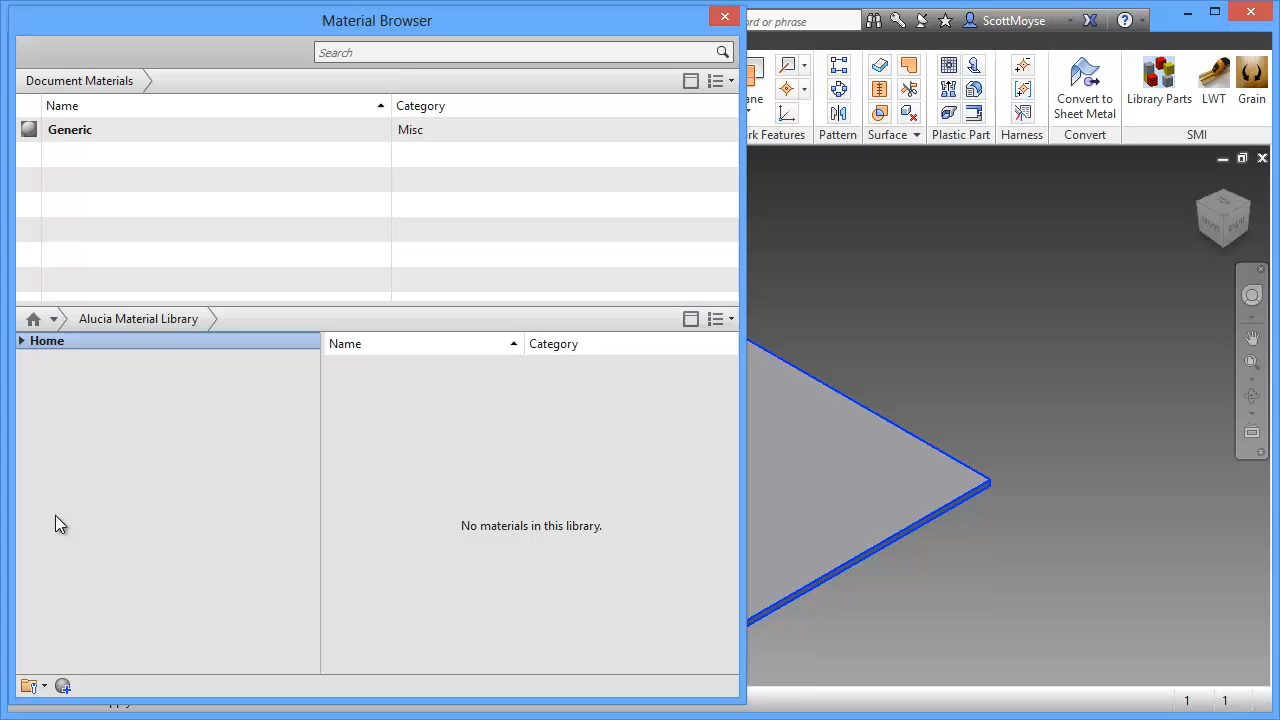 Material Browser
ord or phrase
ScottMoyse
Search
Document Materials
Name
Category
Generic
Misc
Alucia Material Library
Home
Name
Category
No materials in this library.
ane
Convert to
Sheet Metal
Library Parts
LWT
Grain
rk Features
Pattern
Surface
Plastic Part
Harness
Convert
SMI
TOP
1
1